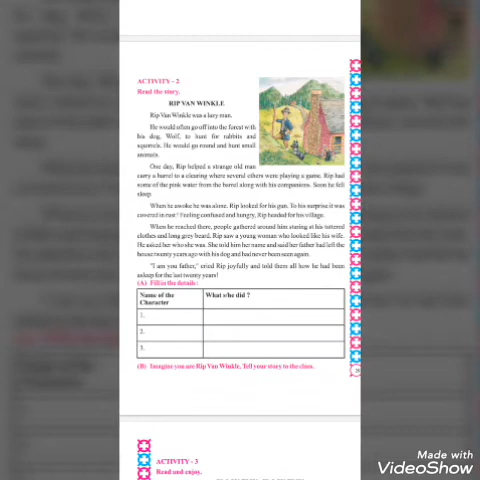 ACTIVITY - 2
Read the story.
RIP VAN WINKLE
Rip Van Winkle was a lazy man.
He would often go off into the forest with
his dog, Wolf, to hunt for rabbits and
squirrels. He would go round and hunt small
animals.
One day, Rip helped a strange old man
carry a barrel to a clearing where several others were playing a game. Rip had
some of the pink water from the barrel along with his companions. Soon he fell
sleep
When he awoke he was alone. Rip looked for his gun. To his surprise it was
covered in rust ! Feeling confused and hungry, Rip headed for his village.
When he reached there, people gathered around him staring at his tattered
clothes and long grey beard. Rip saw a young woman who looked like his wife.
He asked her who she was. She told him her name and said her father had left the
house twenty years ago with his dog and had never been seen again.
"I am you father," cried Rip joyfully and told them all how he had been
asleep for the last twenty years!
(A) Fill in the details:
Name of the Character
What s/he did ?
1.
2.
3.
(B) Imagine you are Rip Van Winkle, Tell your story to the class.
ACTIVITY - 3
Read and enjoy.
Made with
VideoShow